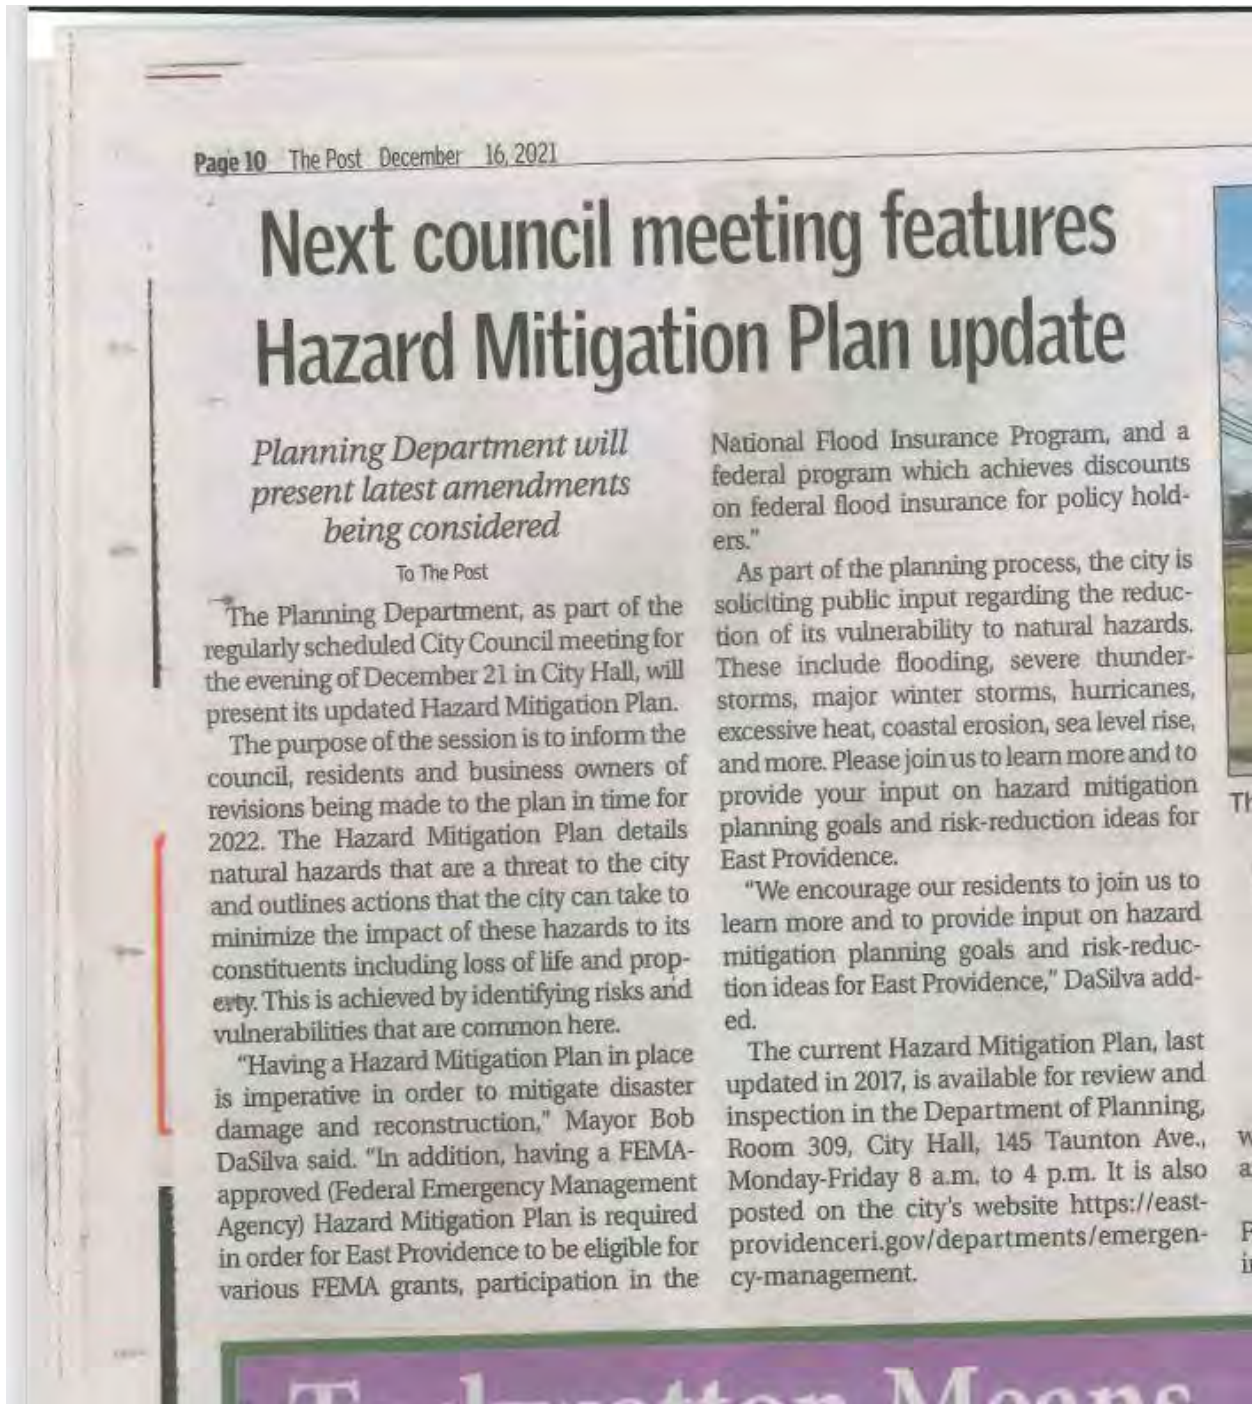 Page 10 The Post December 16, 2021
Next council meeting features
Hazard Mitigation Plan update
Planning Department will
present latest amendments
being considered
To The Post
The Planning Department, as part of the
regularly scheduled City Council meeting for
the evening of December 21 in City Hall, will
present its updated Hazard Mitigation Plan.
The purpose of the session is to inform the
council, residents and business owners of
revisions being made to the plan in time for
2022. The Hazard Mitigation Plan details
natural hazards that are a threat to the city
and outlines actions that the city can take to
minimize the impact of these hazards to its
constituents including loss of life and prop-
erty. This is achieved by identifying risks and
vulnerabilities that are common here.
"Having a Hazard Mitigation Plan in place
is imperative in order to mitigate disaster
damage and reconstruction," Mayor Bob
DaSilva said. "In addition, having a FEMA-
approved (Federal Emergency Management
Agency) Hazard Mitigation Plan is required
in order for East Providence to be eligible for
various FEMA grants, participation in the
National Flood Insurance Program, and a
federal program which achieves discounts
on federal flood insurance for policy hold-
ers."
As part of the planning process, the city is
soliciting public input regarding the reduc-
tion of its vulnerability to natural hazards.
These include flooding, severe thunder-
storms, major winter storms, hurricanes,
excessive heat, coastal erosion, sea level rise,
and more. Please join us to learn more and to
provide your input on hazard mitigation
planning goals and risk-reduction ideas for
East Providence.
"We encourage our residents to join us to
learn more and to provide input on hazard
mitigation planning goals and risk-reduc-
tion ideas for East Providence," DaSilva add-
ed.
The current Hazard Mitigation Plan, last
updated in 2017, is available for review and
inspection in the Department of Planning,
Room 309, City Hall, 145 Taunton Ave.,
Monday-Friday 8 a.m. to 4 p.m. It is also
posted on the city's website https://east-
providenceri.gov/departments/emergen-
cy-management.
Means